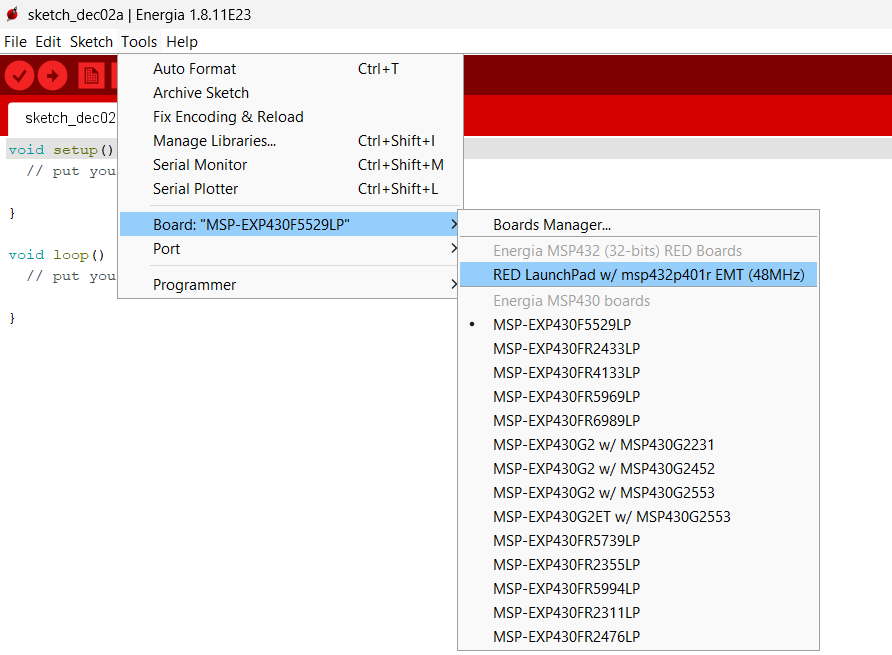 sketch_dec02a | Energia 1.8.11E23
File Edit Sketch Tools Help
sketch_dec02
void setup()
// put you
}
void loop()
// put you
}
Auto Format Ctrl+T
Archive Sketch
Fix Encoding & Reload
Manage Libraries... Ctrl+Shift+I
Serial Monitor Ctrl+Shift+M
Serial Plotter Ctrl+Shift+L
Board: "MSP-EXP430F5529LP"
Port
Programmer
Boards Manager...
Energia MSP432 (32-bits) RED Boards
RED LaunchPad w/ msp432p401r EMT (48MHz)
Energia MSP430 boards
MSP-EXP430F5529LP
MSP-EXP430FR2433LP
MSP-EXP430FR4133LP
MSP-EXP430FR5969LP
MSP-EXP430FR6989LP
MSP-EXP430G2 w/ MSP430G2231
MSP-EXP430G2 w/ MSP430G2452
MSP-EXP430G2 w/ MSP430G2553
MSP-EXP430G2ET w/ MSP430G2553
MSP-EXP430FR5739LP
MSP-EXP430FR2355LP
MSP-EXP430FR5994LP
MSP-EXP430FR2311LP
MSP-EXP430FR2476LP